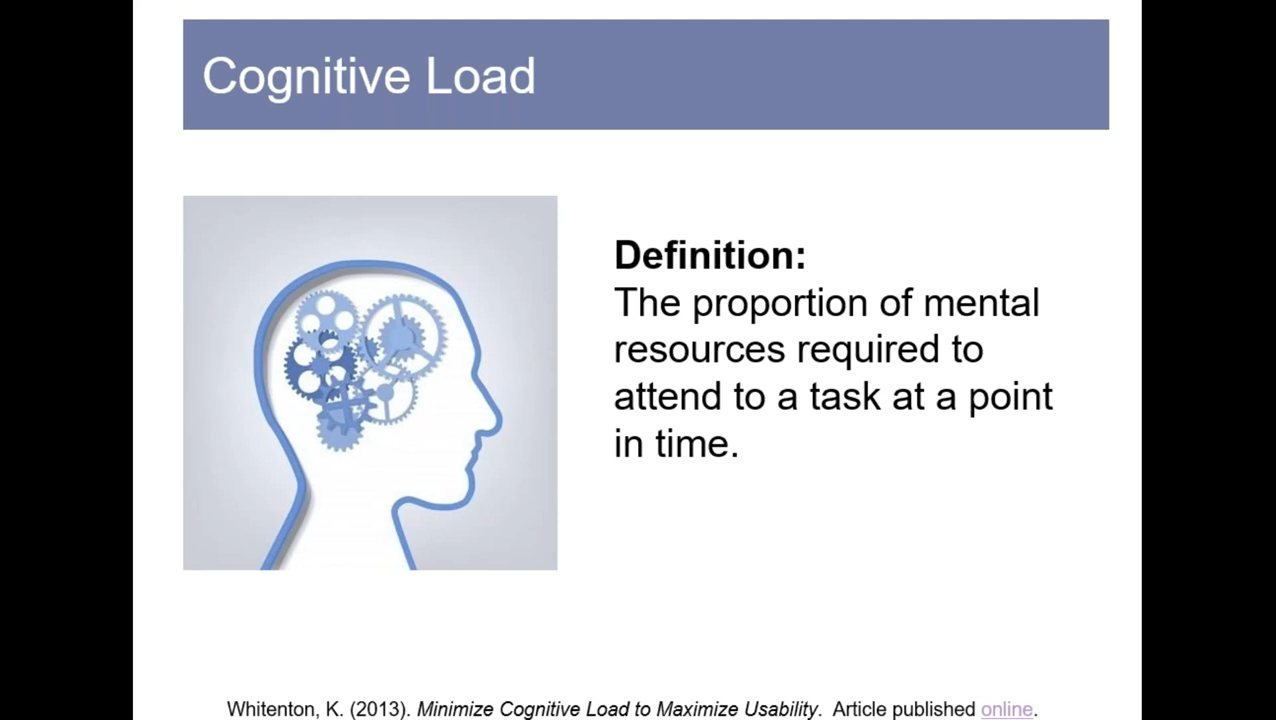 Cognitive Load
Definition:
The proportion of mental
resources required to
attend to a task at a point
in time.
Whitenton, K. (2013). Minimize Cognitive Load to Maximize Usability. Article published online.